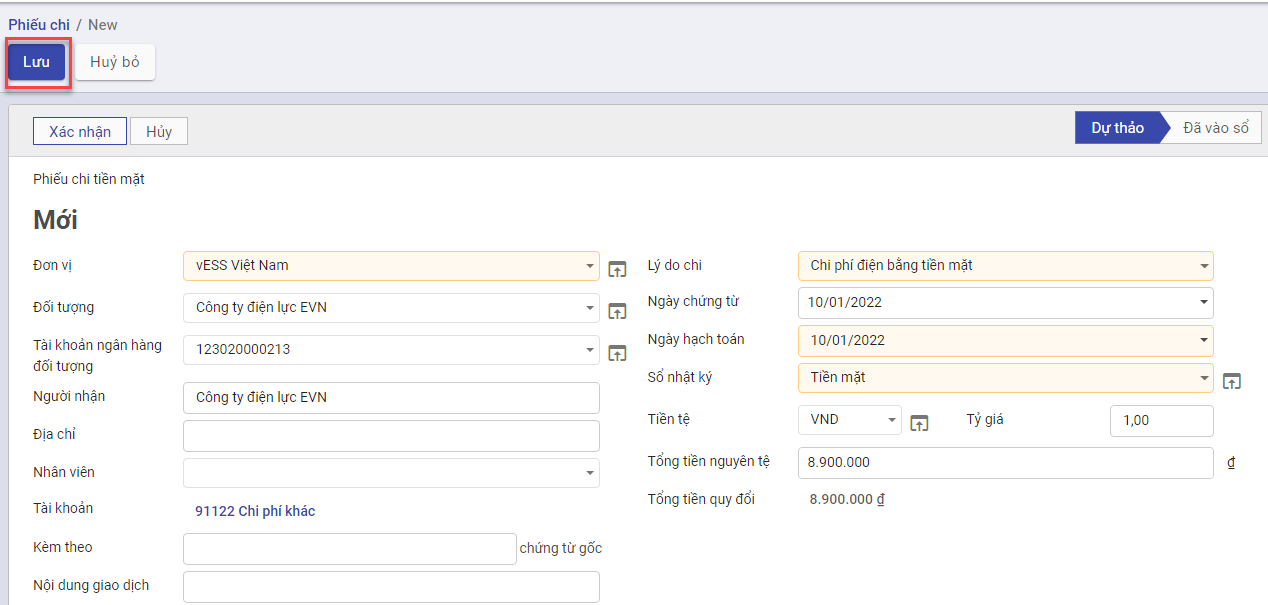 Phiếu chi / New
Lưu Huỷ bỏ
Xác nhận Hủy Dự thảo Đã vào sổ
Phiếu chi tiền mặt
Mới
Đơn vị vESS Việt Nam
Đối tượng Công ty điện lực EVN
Tài khoản ngân hàng
đối tượng 123020000213
Người nhận Công ty điện lực EVN
Địa chỉ
Nhân viên
Tài khoản 91122 Chi phí khác
Kèm theo chứng từ gốc
Nội dung giao dịch
Lý do chi Chi phí điện bằng tiền mặt
Ngày chứng từ 10/01/2022
Ngày hạch toán 10/01/2022
Sổ nhật ký Tiền mặt
Tiền tệ VND Tỷ giá 1,00
Tổng tiền nguyên tệ 8.900.000 ₫
Tổng tiền quy đổi 8.900.000 ₫